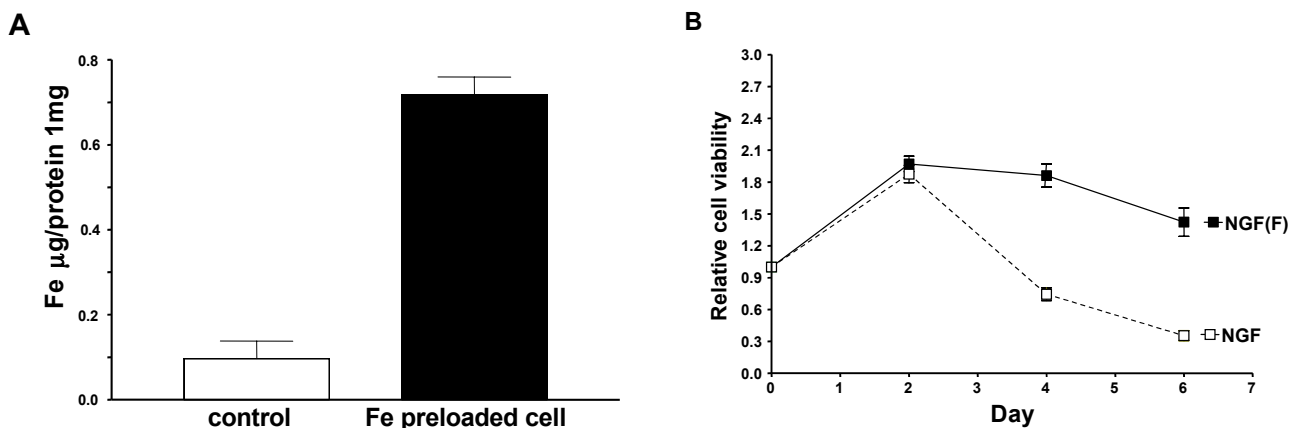 A
Fe µg/protein 1mg
0.8
0.6
0.4
0.2
0.0
control Fe preloaded cell
B
Relative cell viability
3.0
2.7
2.4
2.1
1.8
1.5
1.2
0.9
0.6
0.3
0.0
NGF(F)
NGF
0 1 2 3 4 5 6 7
Day